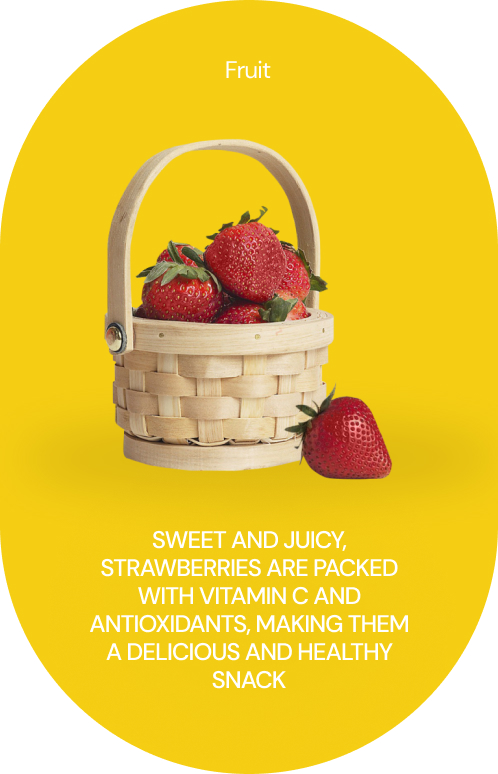 Fruit
SWEET AND JUICY,
STRAWBERRIES ARE PACKED
WITH VITAMIN C AND
ANTIOXIDANTS, MAKING THEM
A DELICIOUS AND HEALTHY
SNACK